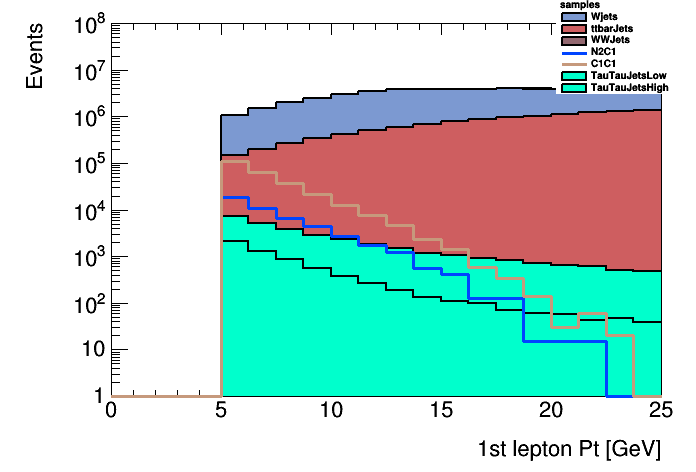 samples
Wjets
ttbarJets
WWJets
N2C1
C1C1
TauTauJetsLow
TauTauJetsHigh
Events
10^8
10^7
10^6
10^5
10^4
10^3
10^2
10
1
0 5 10 15 20 25
1st lepton Pt [GeV]